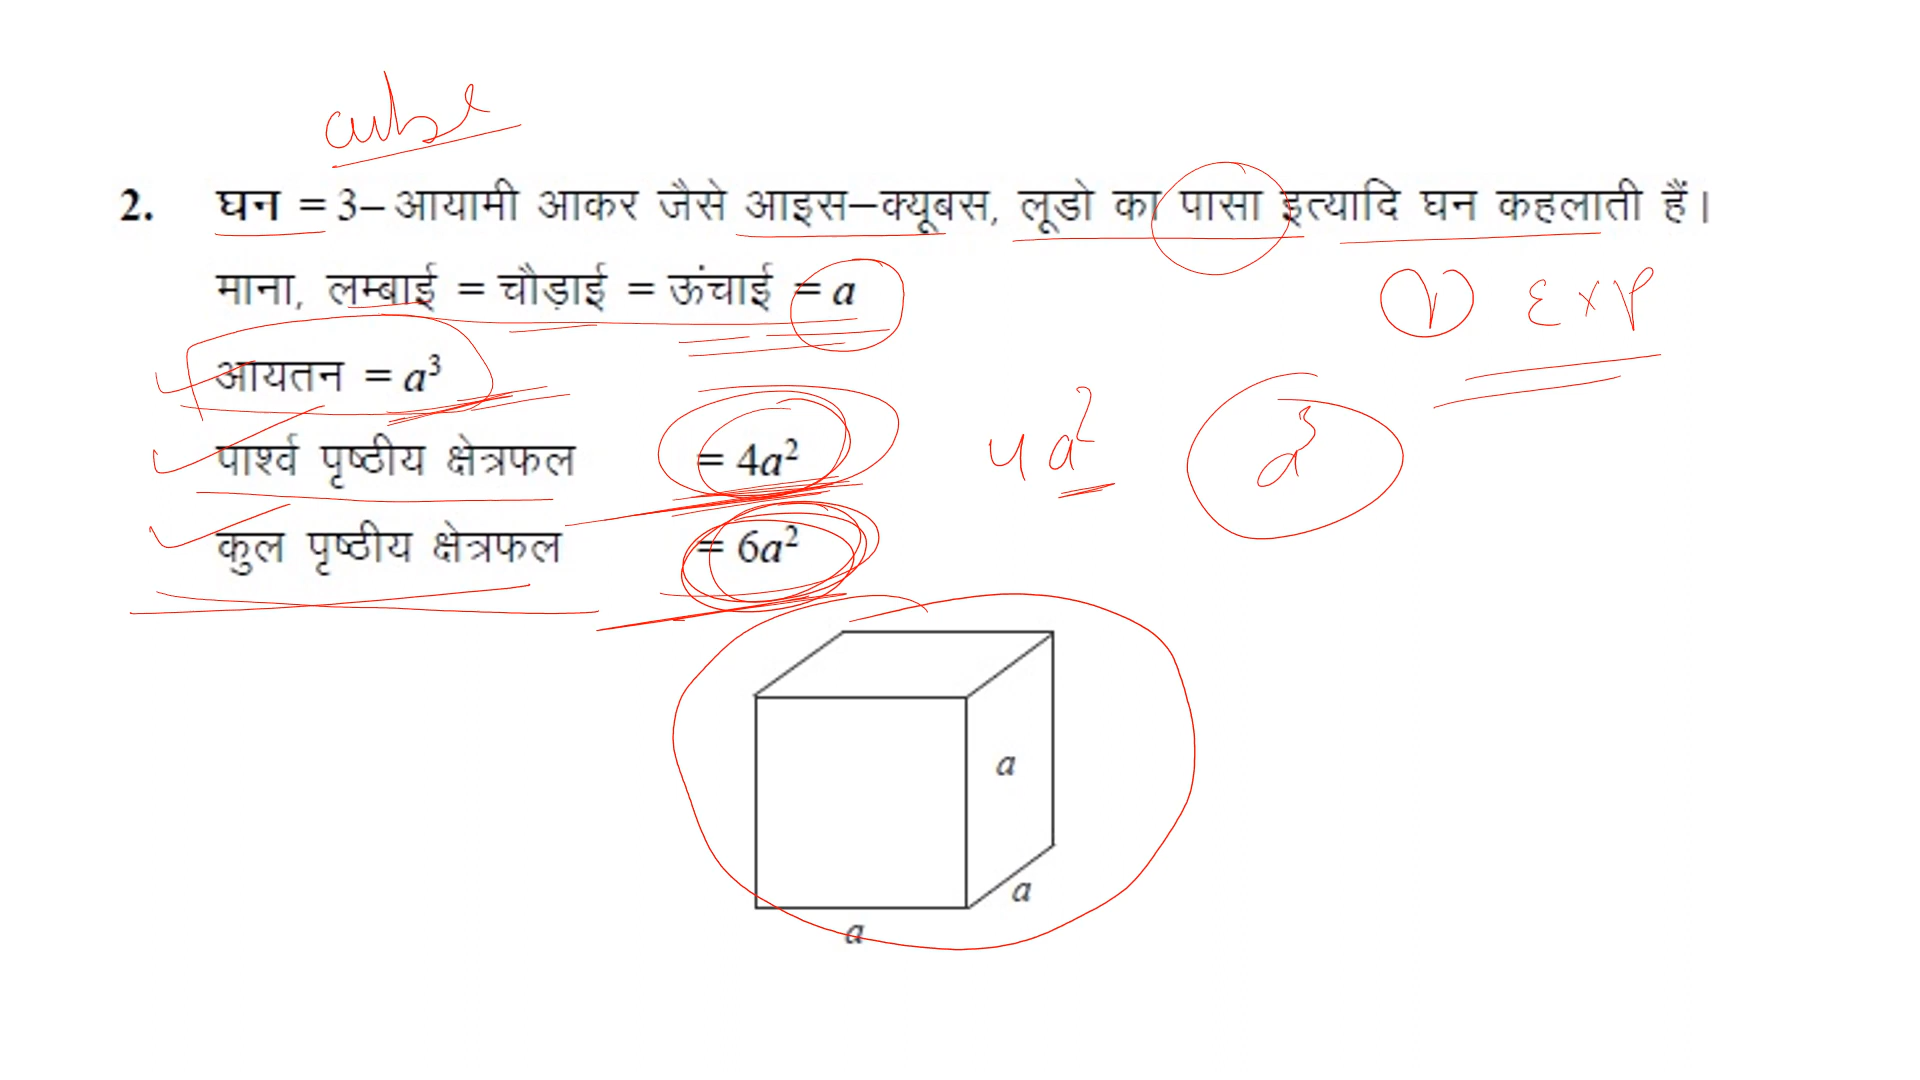 cube
2. घन = 3– आयामी आकर जैसे आइस–क्यूबस, लूडो का पासा इत्यादि घन कहलाती हैं।
माना, लम्बाई = चौड़ाई = ऊंचाई = a
आयतन = a³
पार्श्व पृष्ठीय क्षेत्रफल = 4a² 4a² a³
कुल पृष्ठीय क्षेत्रफल = 6a²
a
a
a